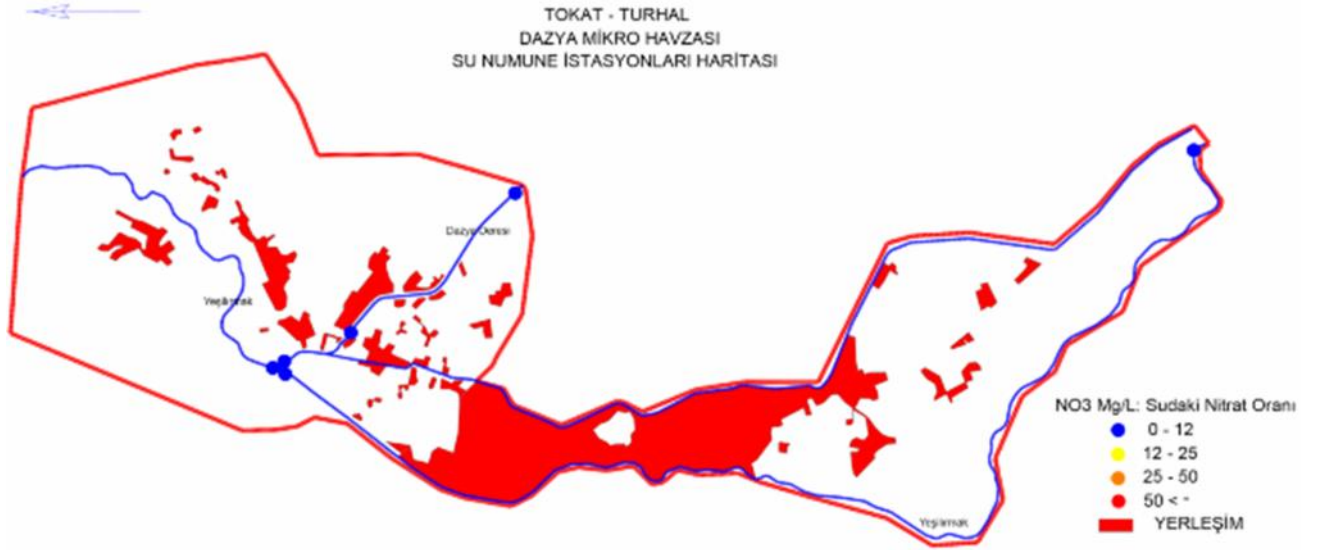 TOKAT - TURHAL
DAZYA MİKRO HAVZASI
SU NUMUNE İSTASYONLARI HARİTASI
Dazya Deresi
Yeşilırmak
NO3 Mg/L: Sudaki Nitrat Oranı
0 - 12
12 - 25
25 - 50
50 < -
YERLEŞİM
Yeşilırmak